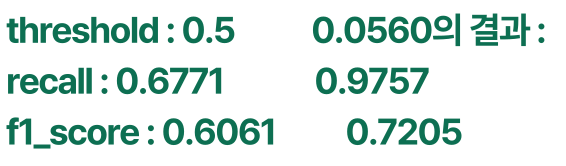 threshold : 0.5 0.0560의 결과 :
recall : 0.6771 0.9757
f1_score : 0.6061 0.7205